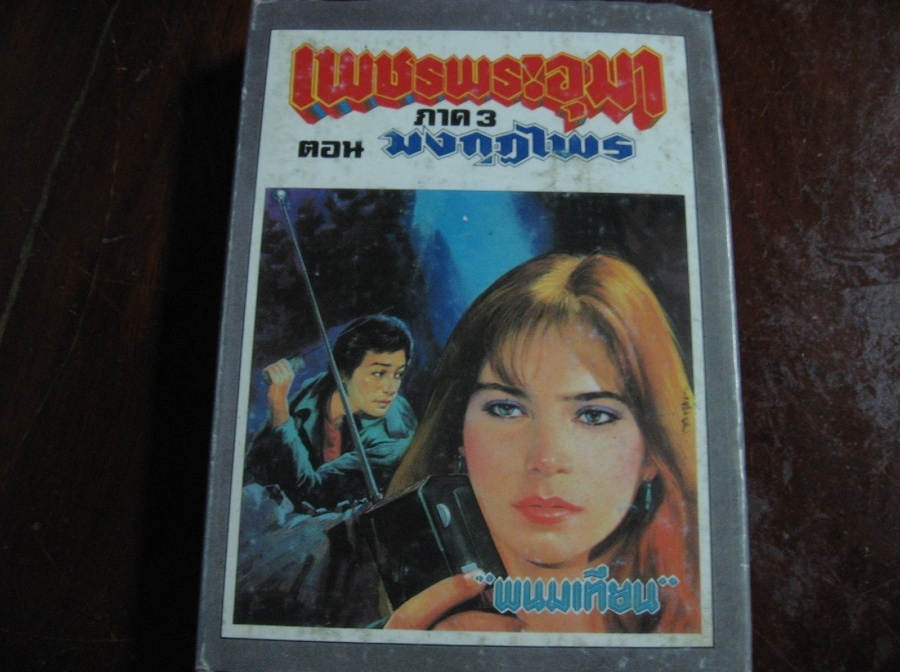 เพชรพระอุมา
ภาค 3
ตอน มงกุฎไพร
"พนมเทียน"